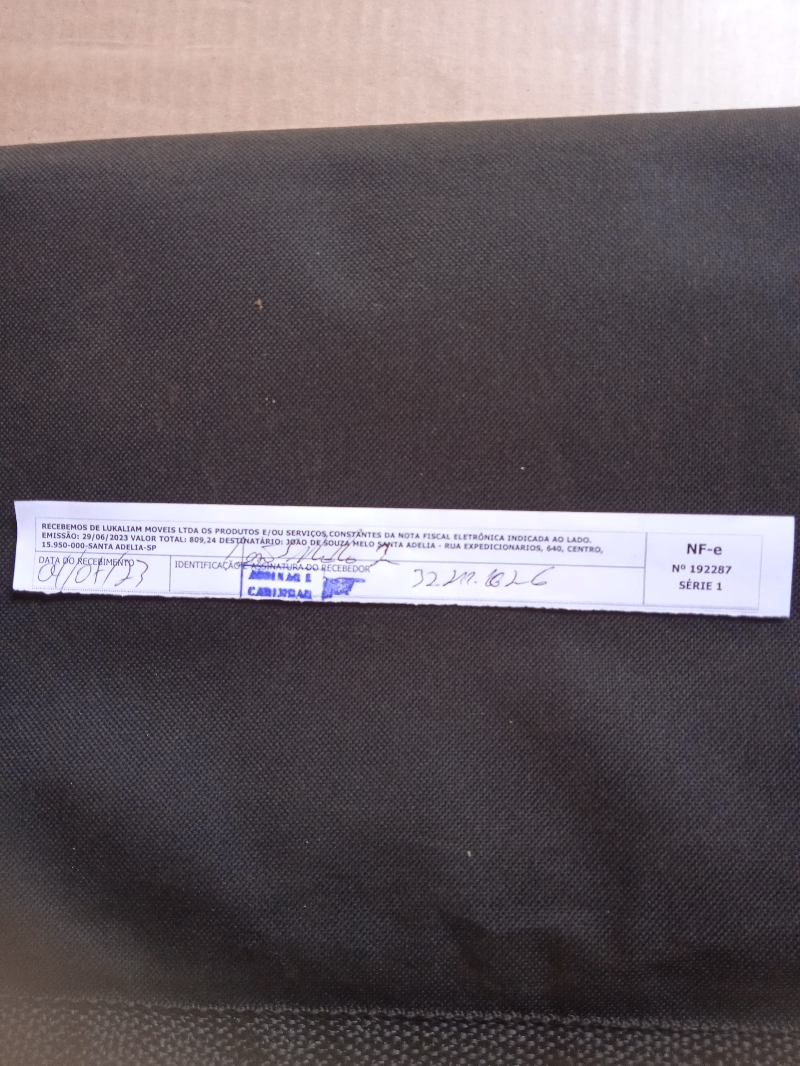 RECEBEMOS DE LUKALIAM MOVEIS LTDA OS PRODUTOS E/OU SERVIÇOS CONSTANTES DA NOTA FISCAL ELETRÔNICA INDICADA AO LADO.
EMISSÃO: 29/06/2023 VALOR TOTAL: 809,24 DESTINATÁRIO: JOAO DE SOUZA MELO SANTA ADELIA - RUA EXPEDICIONARIOS, 640, CENTRO,
15.950-000-SANTA ADELIA-SP
NF-e
Nº 192287
SÉRIE 1
DATA DO RECEBIMENTO
IDENTIFICAÇÃO E ASSINATURA DO RECEBEDOR
ASSINAR E
CARIMBAR